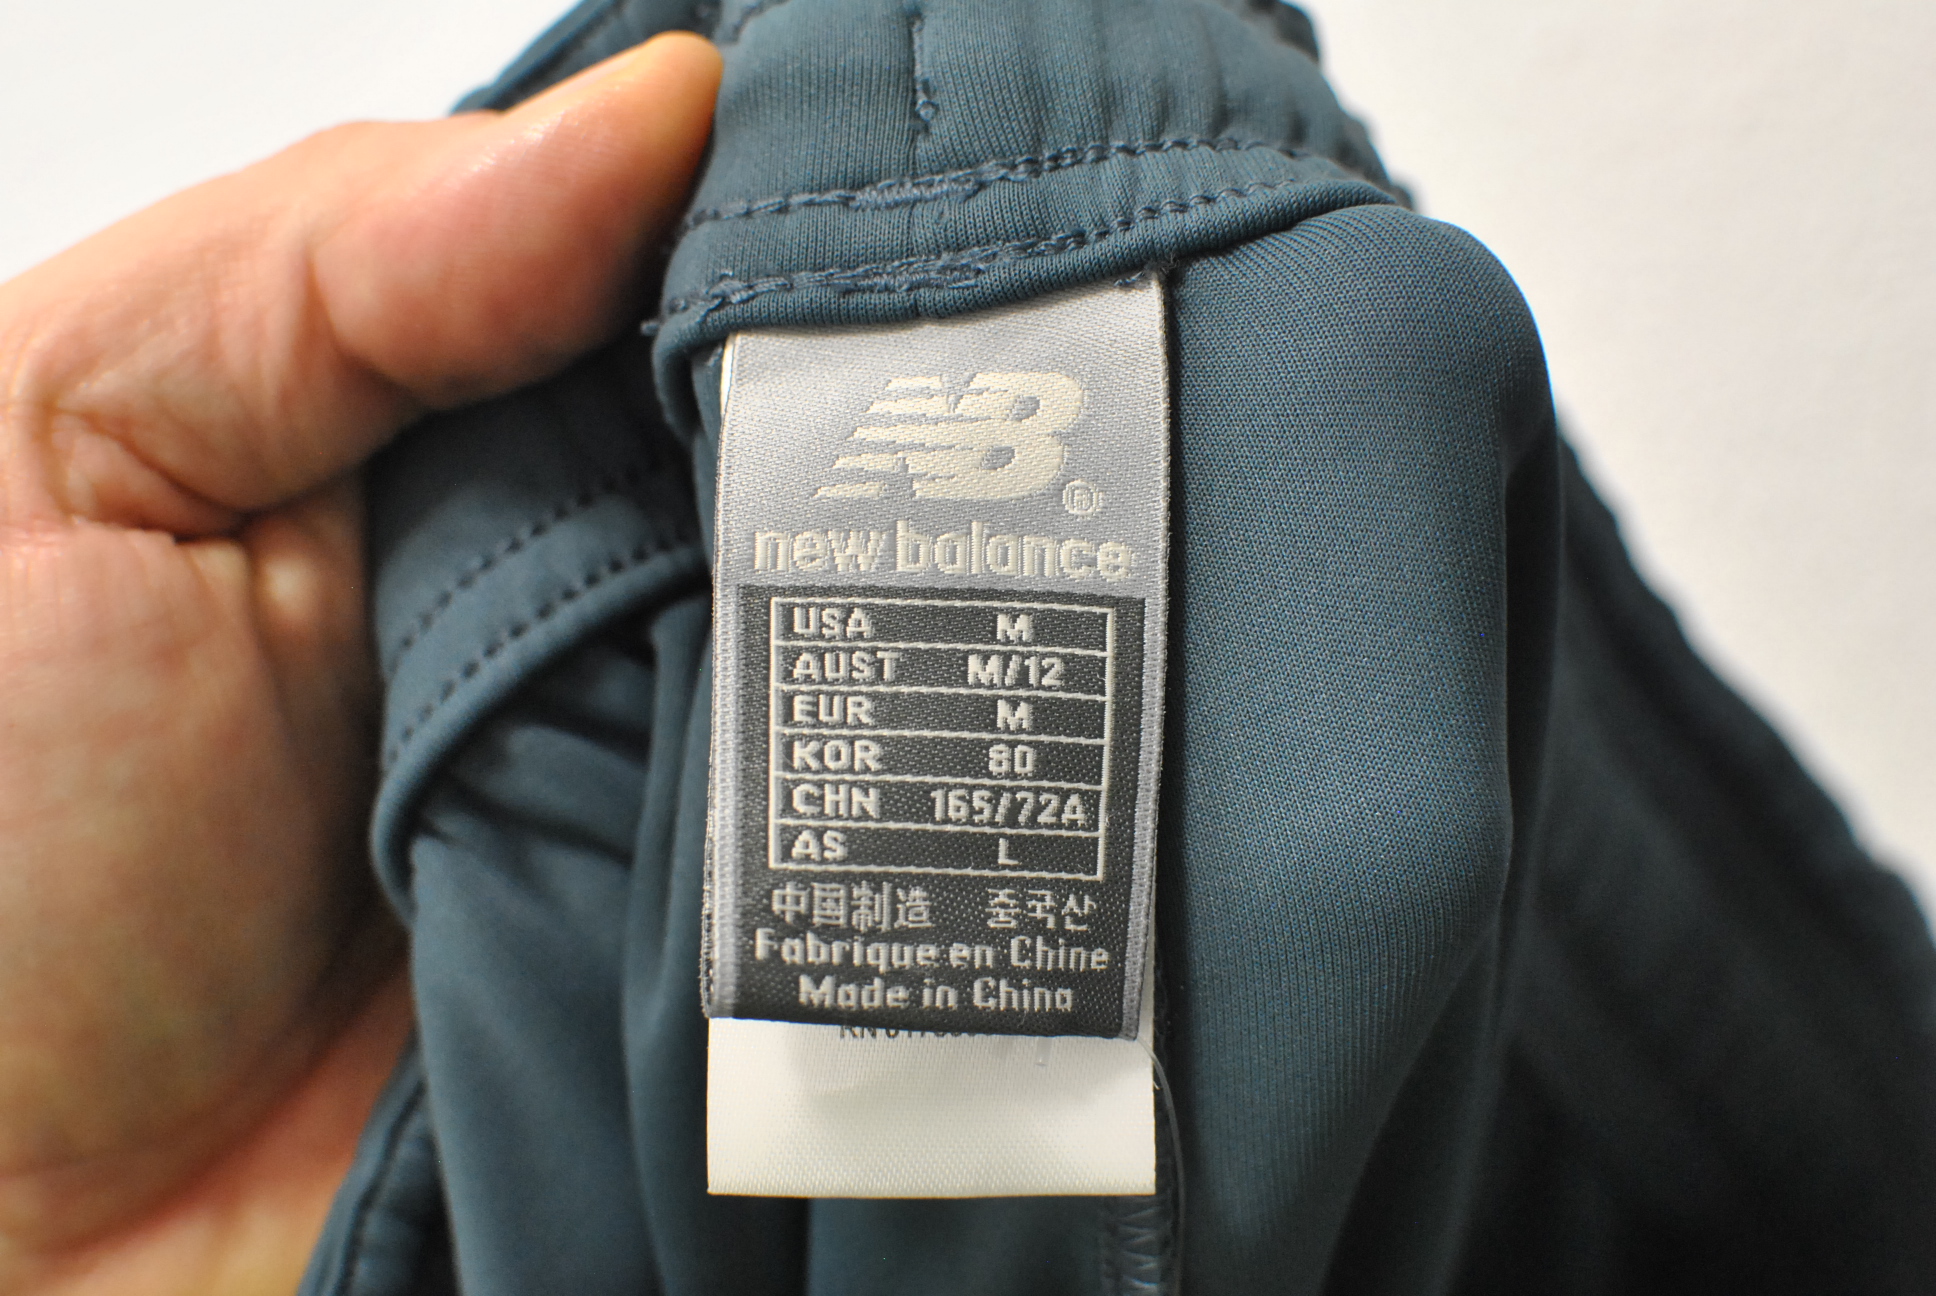 NB®
new balance
USA M
AUST M/12
EUR M
KOR 80
CHN 165/72A
AS L
中国制造 중국산
Fabrique en Chine
Made in China